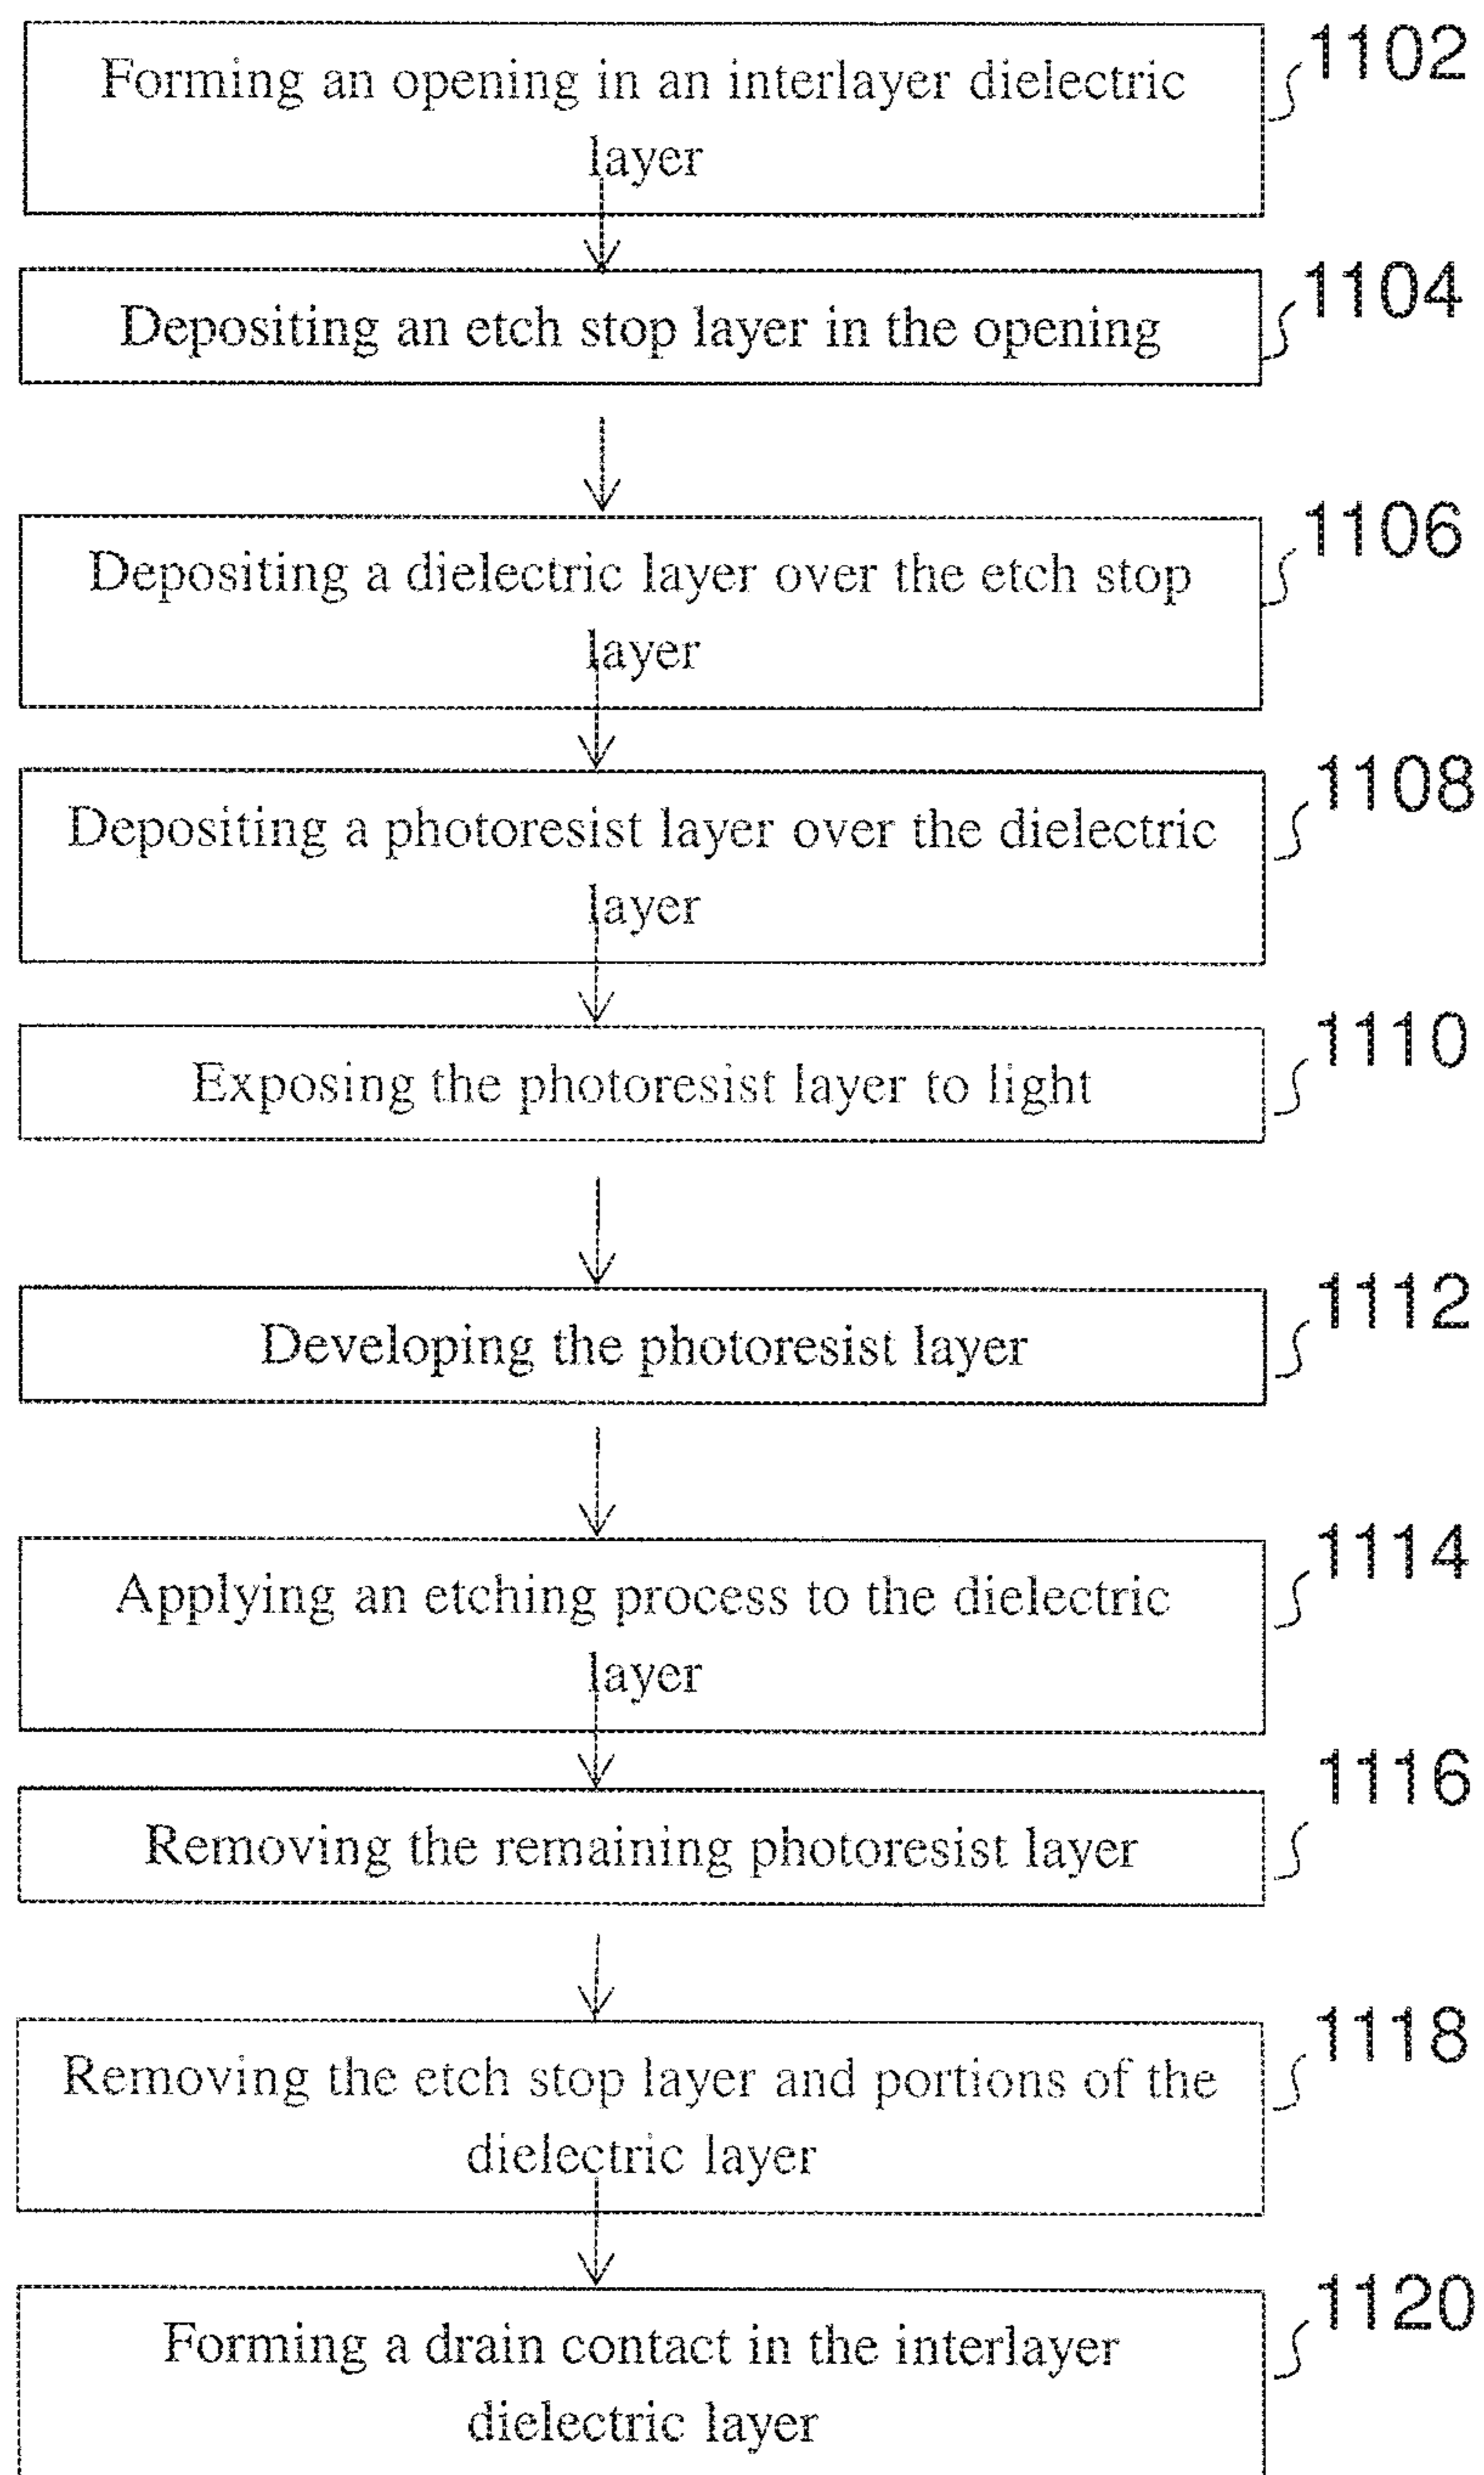 Forming an opening in an interlayer dielectric
layer
1102
Depositing an etch stop layer in the opening
1104
Depositing a dielectric layer over the etch stop
layer
1106
Depositing a photoresist layer over the dielectric
layer
1108
Exposing the photoresist layer to light
1110
Developing the photoresist layer
1112
Applying an etching process to the dielectric
layer
1114
Removing the remaining photoresist layer
1116
Removing the etch stop layer and portions of the
dielectric layer
1118
Forming a drain contact in the interlayer
dielectric layer
1120